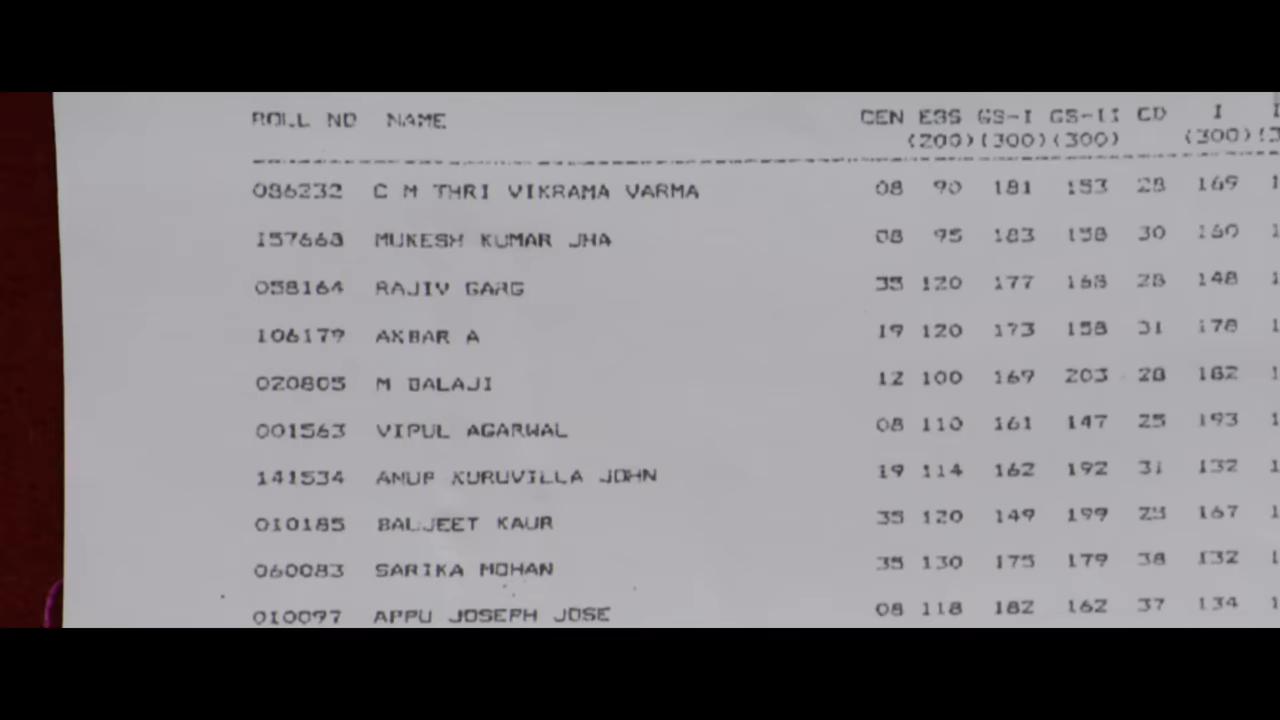 ROLL NO NAME CEN ESS GS-I GS-II CD I
(200) (300) (300) (300)
086232 C M THRI VIKRAMA VARMA 08 90 181 153 28 169
157668 MUKESH KUMAR JHA 08 95 183 158 30 160
058164 RAJIV GARG 35 120 177 168 28 148
106179 AKBAR A 19 120 173 158 31 178
020805 M BALAJI 12 100 169 203 28 182
001563 VIPUL AGARWAL 08 110 161 147 25 193
141534 ANUP KURUVILLA JOHN 19 114 162 192 31 132
010185 BALJEET KAUR 35 120 149 199 25 167
060083 SARIKA MOHAN 35 130 175 179 38 132
010097 APPU JOSEPH JOSE 08 118 182 162 37 134